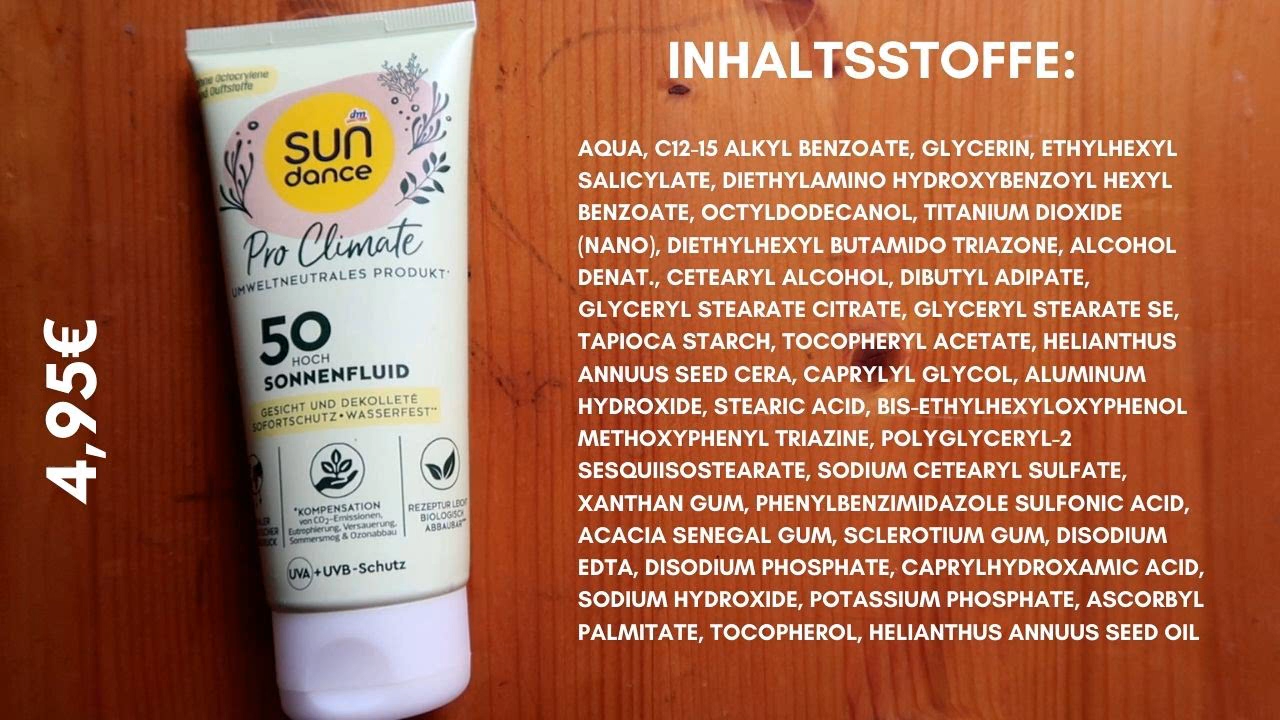 4,95€
Octocrylene
Duftstoffe
dm
sun
dance
Pro Climate
UMWELTNEUTRALES PRODUKT*
50
HOCH
SONNENFLUID
GESICHT UND DEKOLLETÉ
SOFORTSCHUTZ•WASSERFEST**
*KOMPENSATION
von CO2-Emissionen,
Eutrophierung, Versauerung,
Sommersmog & Ozonabbau
REZEPTUR LEICHT
BIOLOGISCH
ABBAUBAR***
UVA+UVB-Schutz
INHALTSSTOFFE:
AQUA, C12-15 ALKYL BENZOATE, GLYCERIN, ETHYLHEXYL
SALICYLATE, DIETHYLAMINO HYDROXYBENZOYL HEXYL
BENZOATE, OCTYLDODECANOL, TITANIUM DIOXIDE
(NANO), DIETHYLHEXYL BUTAMIDO TRIAZONE, ALCOHOL
DENAT., CETEARYL ALCOHOL, DIBUTYL ADIPATE,
GLYCERYL STEARATE CITRATE, GLYCERYL STEARATE SE,
TAPIOCA STARCH, TOCOPHERYL ACETATE, HELIANTHUS
ANNUUS SEED CERA, CAPRYLYL GLYCOL, ALUMINUM
HYDROXIDE, STEARIC ACID, BIS-ETHYLHEXYLOXYPHENOL
METHOXYPHENYL TRIAZINE, POLYGLYCERYL-2
SESQUIISOSTEARATE, SODIUM CETEARYL SULFATE,
XANTHAN GUM, PHENYLBENZIMIDAZOLE SULFONIC ACID,
ACACIA SENEGAL GUM, SCLEROTIUM GUM, DISODIUM
EDTA, DISODIUM PHOSPHATE, CAPRYLHYDROXAMIC ACID,
SODIUM HYDROXIDE, POTASSIUM PHOSPHATE, ASCORBYL
PALMITATE, TOCOPHEROL, HELIANTHUS ANNUUS SEED OIL